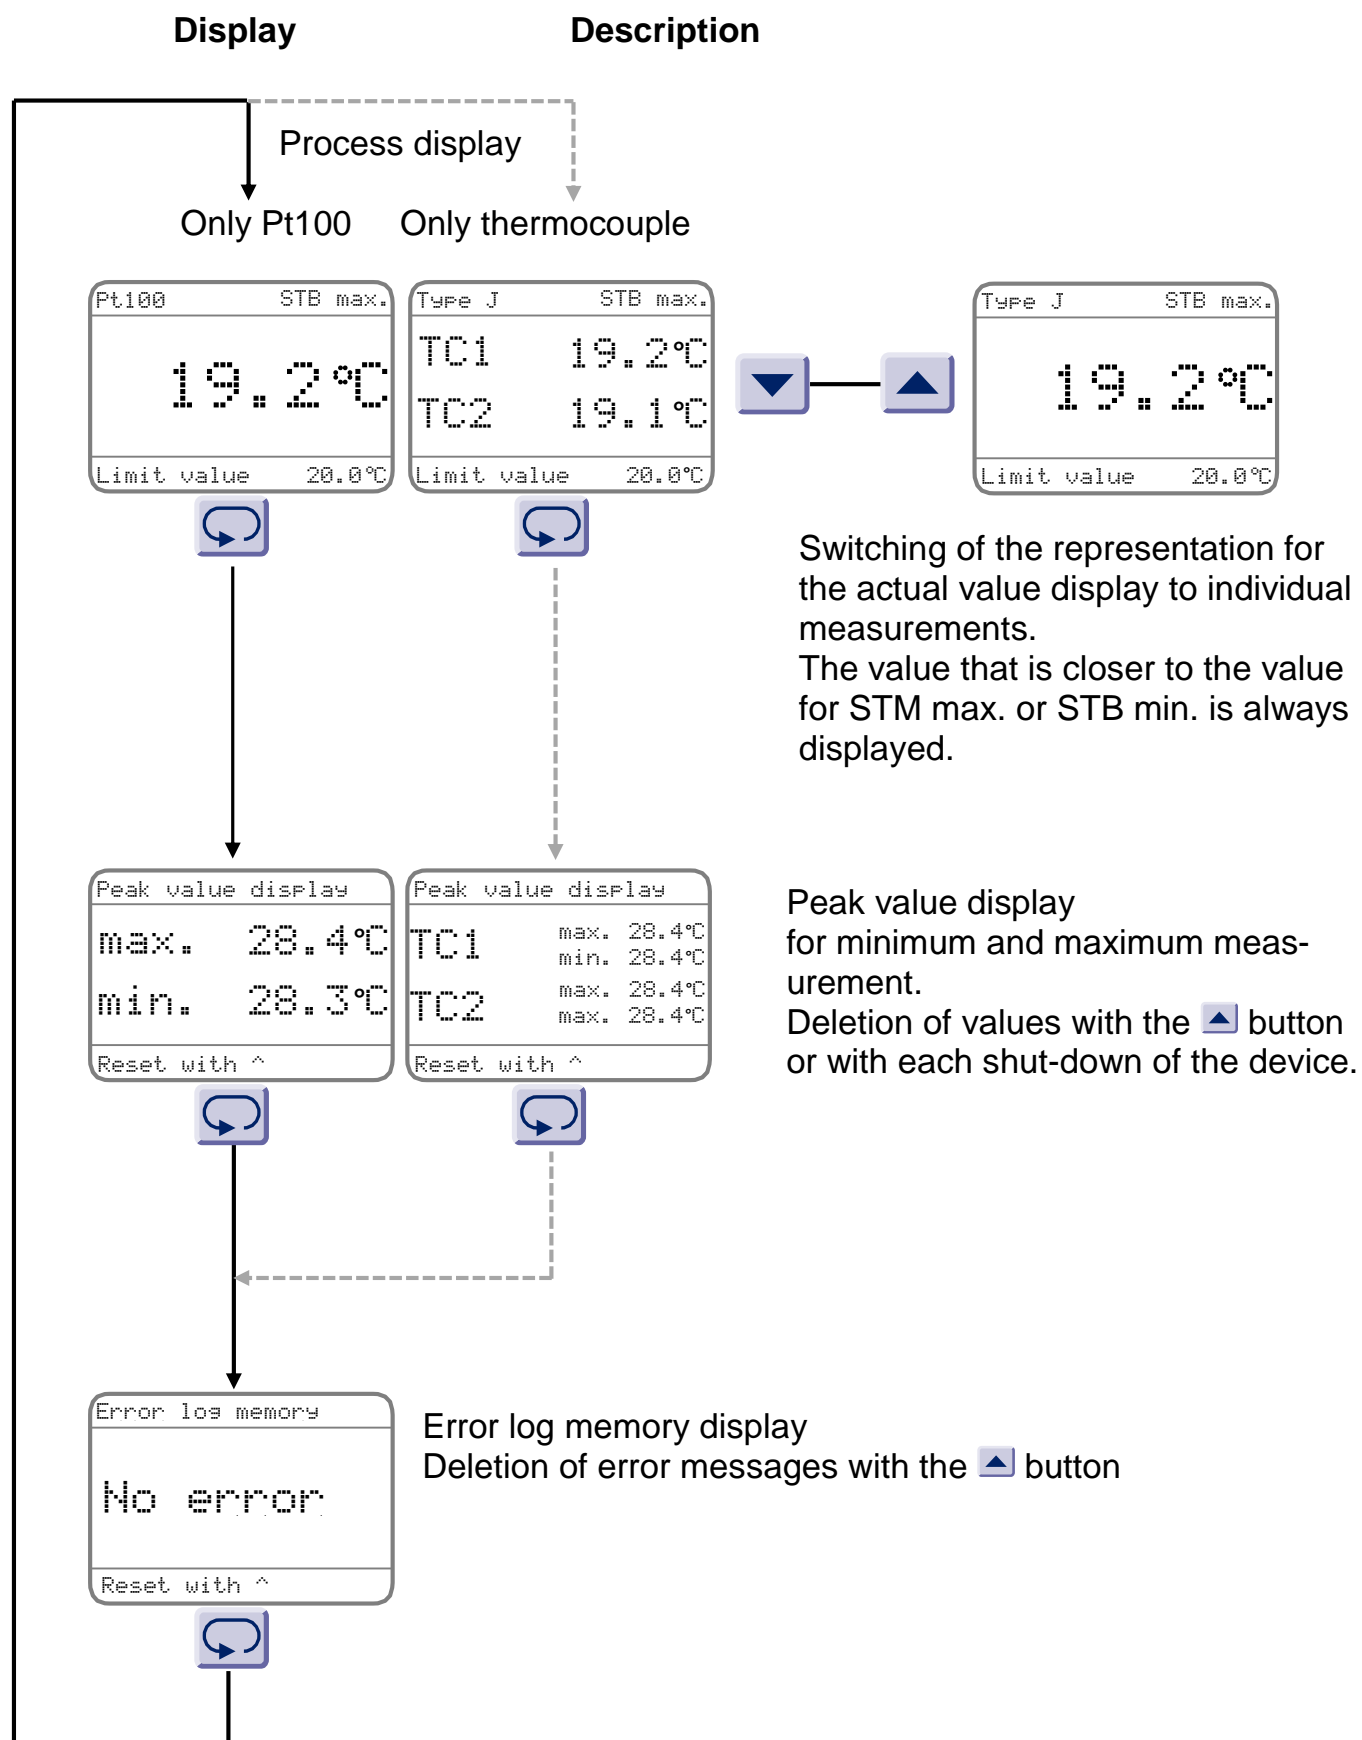 Display Description
Process display
Only Pt100 Only thermocouple
Pt100 STB max.
19.2°C
Limit value 20.0°C
Type J STB max.
TC1 19.2°C
TC2 19.1°C
Limit value 20.0°C
Type J STB max.
19.2°C
Limit value 20.0°C
Switching of the representation for
the actual value display to individual
measurements.
The value that is closer to the value
for STM max. or STB min. is always
displayed.
Peak value display
max. 28.4°C
min. 28.3°C
Reset with ^
Peak value display
TC1 max. 28.4°C
min. 28.4°C
TC2 max. 28.4°C
max. 28.4°C
Reset with ^
Peak value display
for minimum and maximum meas-
urement.
Deletion of values with the button
or with each shut-down of the device.
Error log memory
No error
Reset with ^
Error log memory display
Deletion of error messages with the button